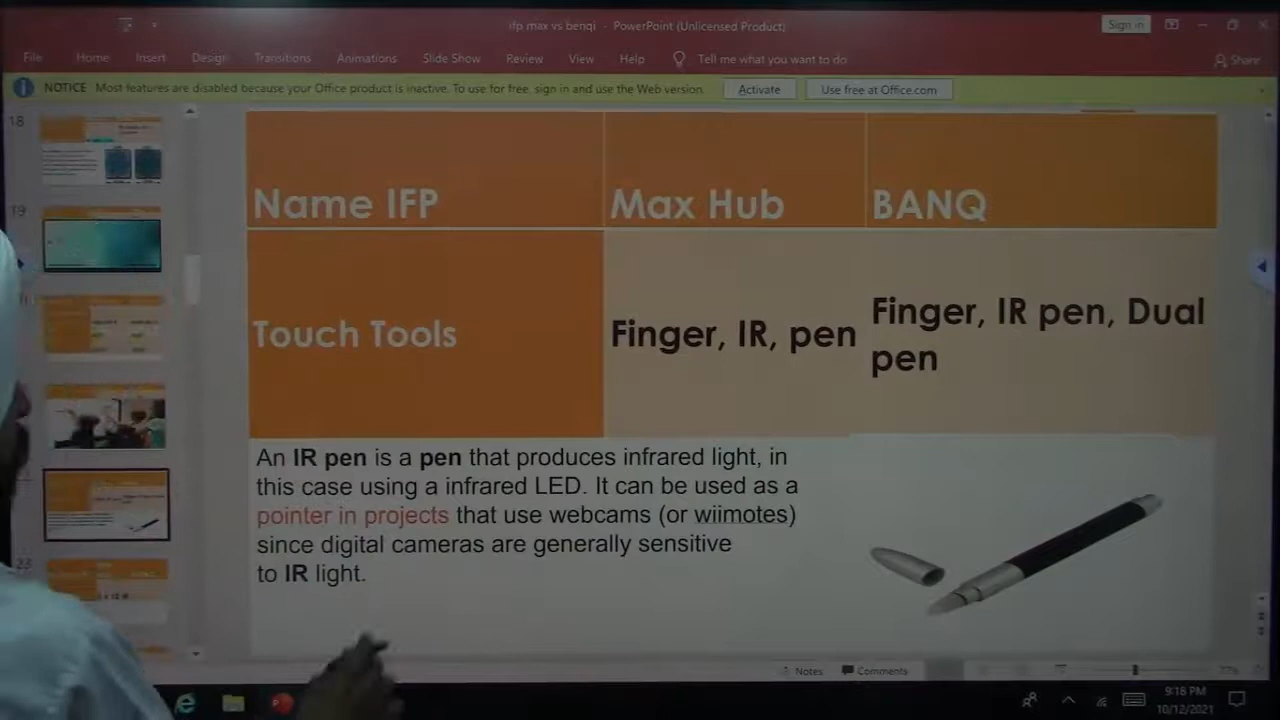 ifp max vs benqi - PowerPoint (Unlicensed Product)
Sign in
File Home Insert Design Transitions Animations Slide Show Review View Help Tell me what you want to do Share
NOTICE Most features are disabled because your Office product is inactive. To use for free, sign in and use the Web version. Activate Use free at Office.com
18
19
23
Name IFP Max Hub BANQ
Touch Tools Finger, IR, pen Finger, IR pen, Dual
pen
An IR pen is a pen that produces infrared light, in
this case using a infrared LED. It can be used as a
pointer in projects that use webcams (or wiimotes)
since digital cameras are generally sensitive
to IR light.
Notes Comments 77%
9:18 PM
10/12/2021